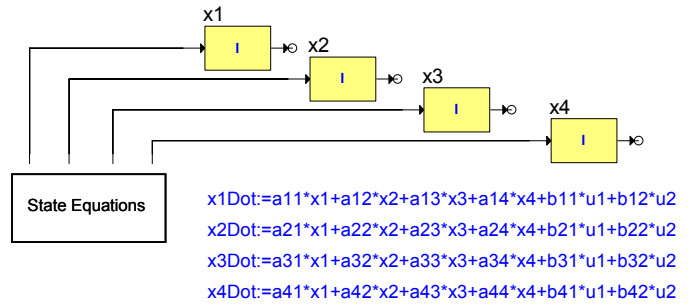 x1
I
x2
I
x3
I
x4
I
State Equations
x1Dot:=a11*x1+a12*x2+a13*x3+a14*x4+b11*u1+b12*u2
x2Dot:=a21*x1+a22*x2+a23*x3+a24*x4+b21*u1+b22*u2
x3Dot:=a31*x1+a32*x2+a33*x3+a34*x4+b31*u1+b32*u2
x4Dot:=a41*x1+a42*x2+a43*x3+a44*x4+b41*u1+b42*u2